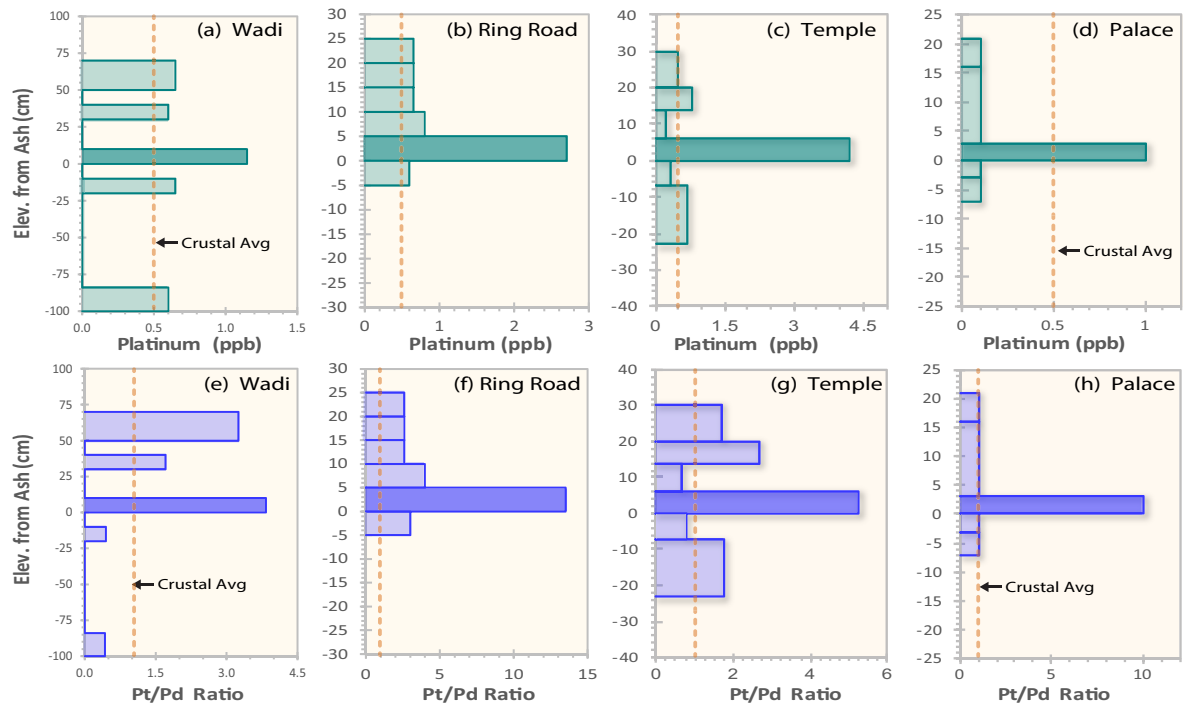 (a) Wadi
(b) Ring Road
(c) Temple
(d) Palace
Elev. from Ash (cm)
100
75
50
25
0
-25
-50
-75
-100
Crustal Avg
0.0 0.5 1.0 1.5
Platinum (ppb)
30
25
20
15
10
5
0
-5
-10
-15
-20
-25
-30
0 1 2 3
Platinum (ppb)
40
30
20
10
0
-10
-20
-30
-40
0 1.5 3 4.5
Platinum (ppb)
25
20
15
10
5
0
-5
-10
-15
-20
-25
Crustal Avg
0 0.5 1
Platinum (ppb)
(e) Wadi
(f) Ring Road
(g) Temple
(h) Palace
Elev. from Ash (cm)
100
75
50
25
0
-25
-50
-75
-100
Crustal Avg
0.0 1.5 3.0 4.5
Pt/Pd Ratio
30
25
20
15
10
5
0
-5
-10
-15
-20
-25
-30
0 5 10 15
Pt/Pd Ratio
40
30
20
10
0
-10
-20
-30
-40
0 2 4 6
Pt/Pd Ratio
25
20
15
10
5
0
-5
-10
-15
-20
-25
Crustal Avg
0 5 10
Pt/Pd Ratio